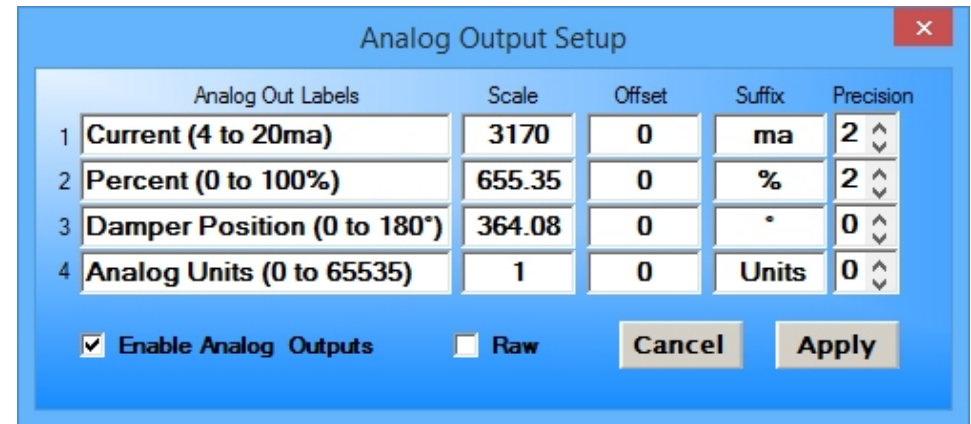 Analog Output Setup
Analog Out Labels Scale Offset Suffix Precision
1 Current (4 to 20ma) 3170 0 ma 2
2 Percent (0 to 100%) 655.35 0 % 2
3 Damper Position (0 to 180°) 364.08 0 ° 0
4 Analog Units (0 to 65535) 1 0 Units 0
Enable Analog Outputs Raw Cancel Apply